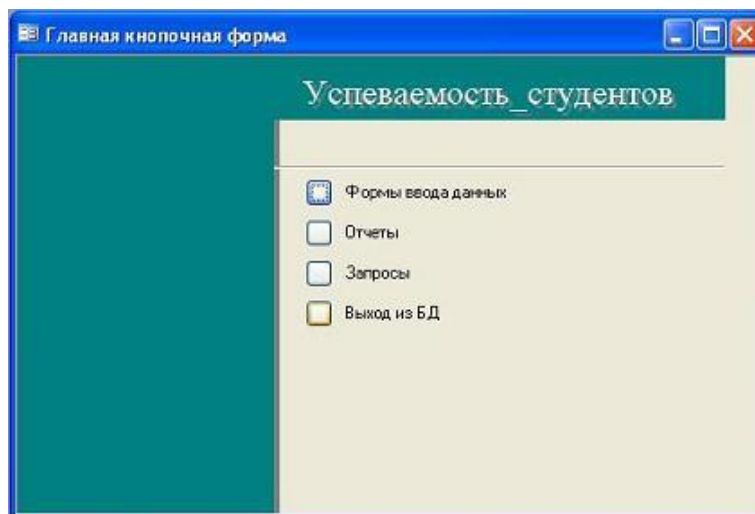 Главная кнопочная форма
Успеваемость_студентов
Формы ввода данных
Отчеты
Запросы
Выход из БД